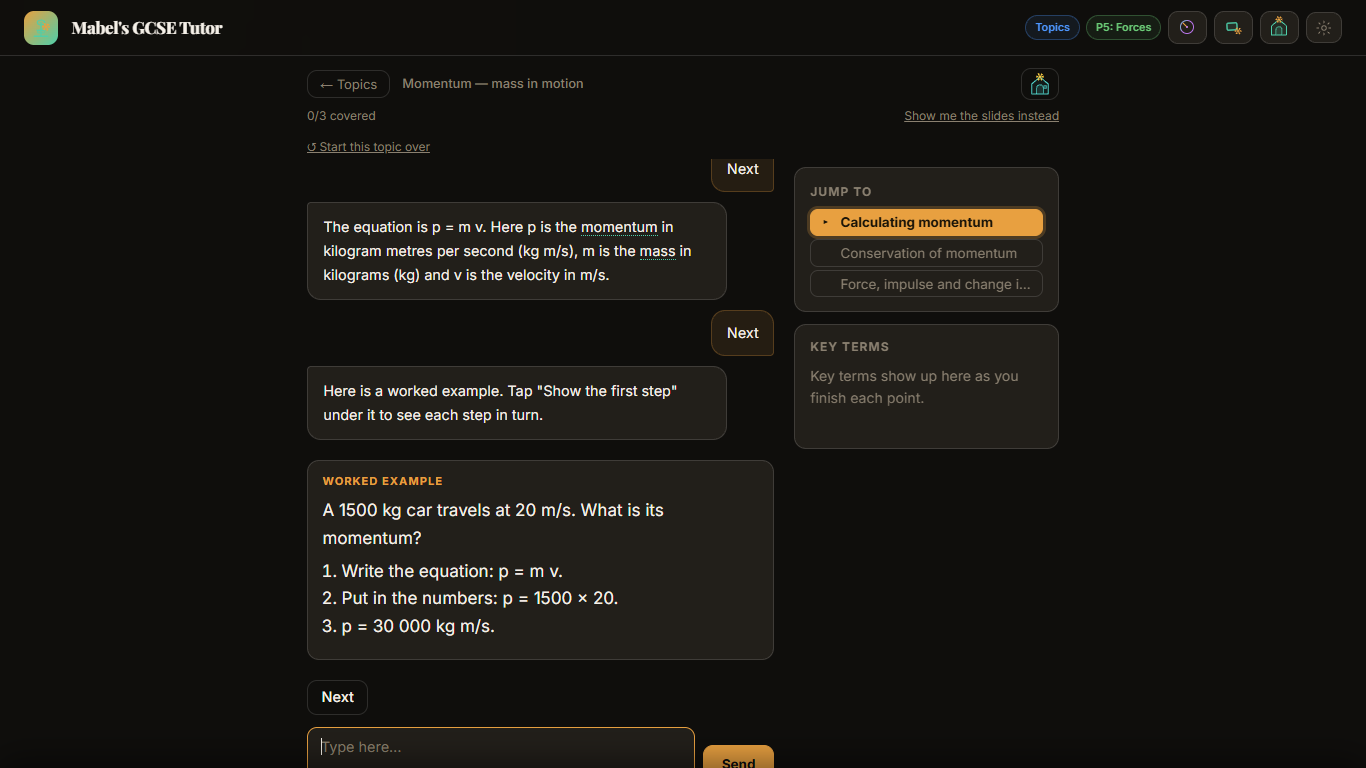 Mabel's GCSE Tutor
Topics
P5: Forces
← Topics
Momentum — mass in motion
0/3 covered
Show me the slides instead
↺ Start this topic over
Next
The equation is p = m v. Here p is the momentum in
kilogram metres per second (kg m/s), m is the mass in
kilograms (kg) and v is the velocity in m/s.
Next
Here is a worked example. Tap "Show the first step"
under it to see each step in turn.
WORKED EXAMPLE
A 1500 kg car travels at 20 m/s. What is its
momentum?
1. Write the equation: p = m v.
2. Put in the numbers: p = 1500 × 20.
3. p = 30 000 kg m/s.
Next
Type here...
Send
JUMP TO
‣ Calculating momentum
Conservation of momentum
Force, impulse and change i...
KEY TERMS
Key terms show up here as you
finish each point.